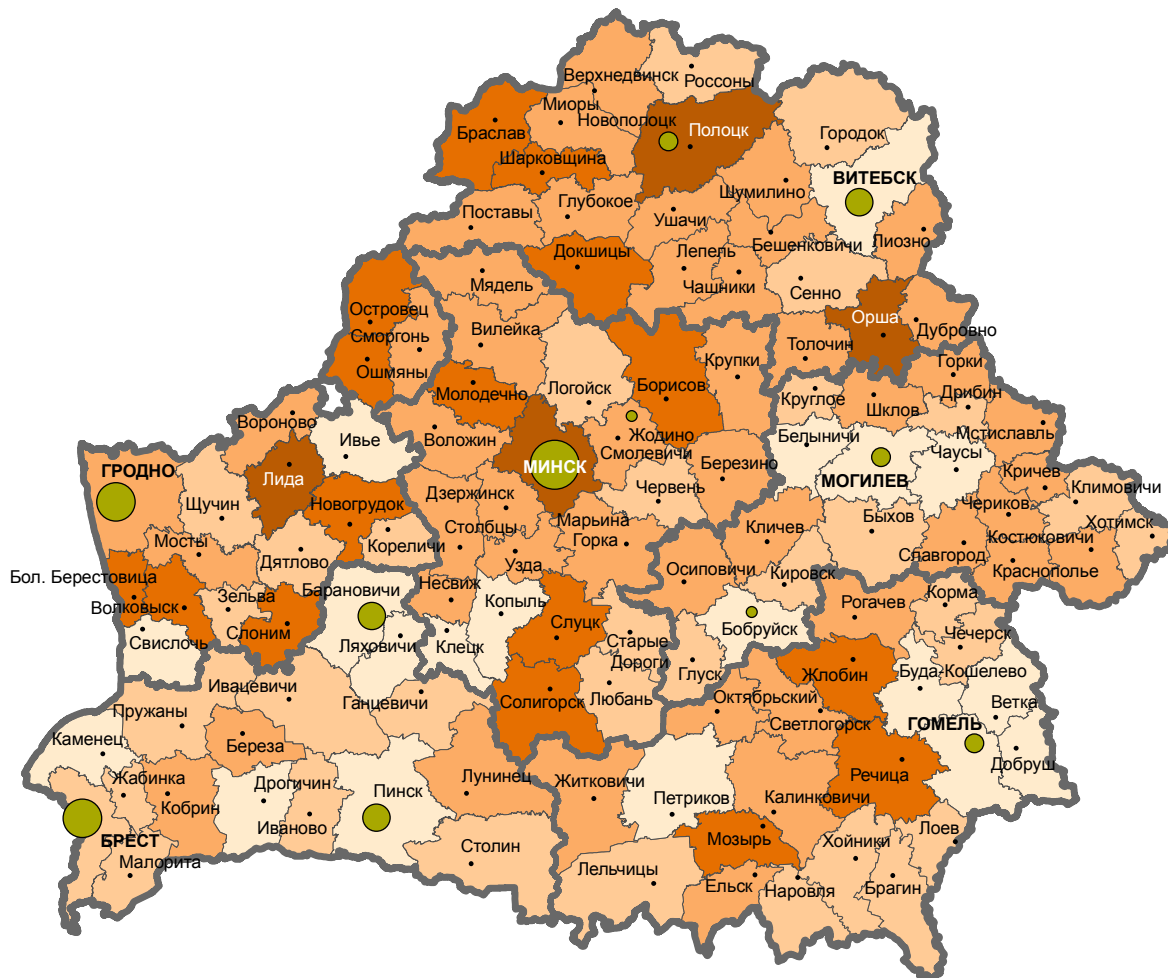 Верхнедвинск
Россоны
Миоры
Новополоцк
Браслав
Полоцк
Городок
Шарковщина
ВИТЕБСК
Шумилино
Глубокое
Поставы
Ушачи
Бешенковичи
Лиозно
Докшицы
Лепель
Мядель
Чашники
Сенно
Островец
Орша
Сморгонь
Вилейка
Дубровно
Толочин
Крупки
Ошмяны
Горки
Борисов
Логойск
Молодечно
Круглое
Дрибин
Шклов
Вороново
Мстиславль
Ивье
Воложин
Жодино
Белыничи
Смолевичи
Чаусы
МИНСК
Березино
ГРОДНО
Лида
Кричев
МОГИЛЕВ
Климовичи
Червень
Дзержинск
Щучин
Новогрудок
Чериков
Быхов
Столбцы
Марьина
Горка
Кличев
Хотимск
Кореличи
Мосты
Костюковичи
Славгород
Дятлово
Узда
Осиповичи
Бол. Берестовица
Краснополье
Кировск
Несвиж
Барановичи
Зельва
Корма
Копыль
Волковыск
Рогачев
Бобруйск
Слуцк
Слоним
Чечерск
Свислочь
Ляховичи
Клецк
Старые
Дороги
Буда
Кошелево
Глуск
Жлобин
Ивацевичи
Любань
Октябрьский
Солигорск
Ганцевичи
Ветка
Пружаны
Светлогорск
ГОМЕЛЬ
Каменец
Береза
Добруш
Речица
Жабинка
Дрогичин
Лунинец
Житковичи
Пинск
Калинковичи
Петриков
Кобрин
Иваново
Лоев
БРЕСТ
Мозырь
Хойники
Столин
Малорита
Лельчицы
Ельск
Наровля
Брагин